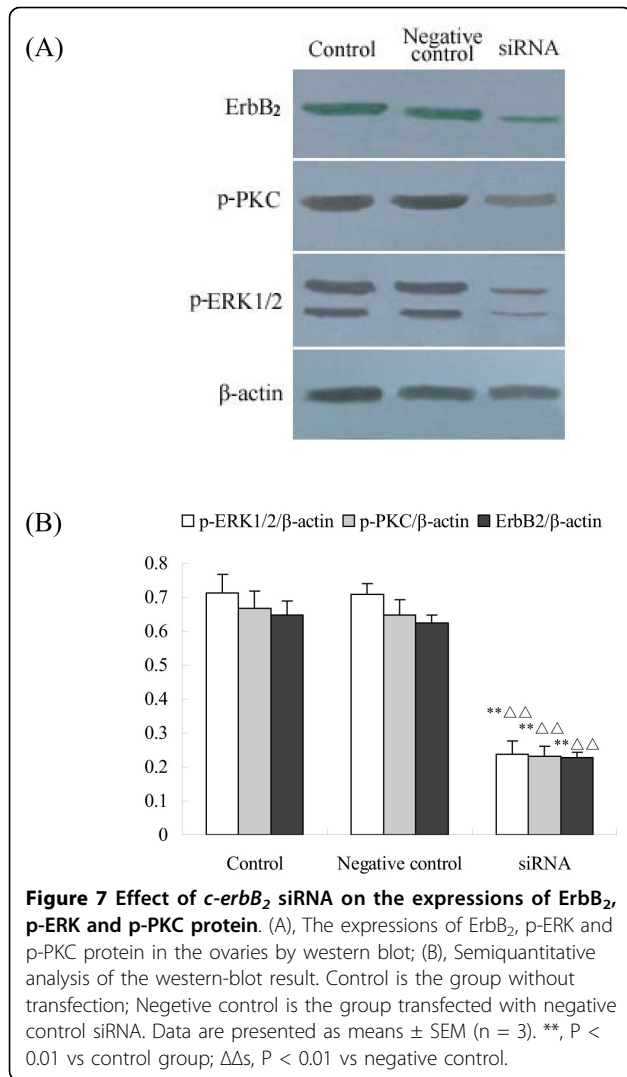 (A)
Control Negative control siRNA
ErbB₂
p-PKC
p-ERK1/2
β-actin
(B)
□ p-ERK1/2/β-actin □ p-PKC/β-actin ■ ErbB2/β-actin
0.8
0.7
0.6
0.5
0.4
0.3
0.2
0.1
0
**△△
**△△
**△△
Control Negative control siRNA
Figure 7 Effect of c-erbB₂ siRNA on the expressions of ErbB₂,
p-ERK and p-PKC protein. (A), The expressions of ErbB₂, p-ERK and
p-PKC protein in the ovaries by western blot; (B), Semiquantitative
analysis of the western-blot result. Control is the group without
transfection; Negetive control is the group transfected with negative
control siRNA. Data are presented as means ± SEM (n = 3). **, P <
0.01 vs control group; ΔΔs, P < 0.01 vs negative control.